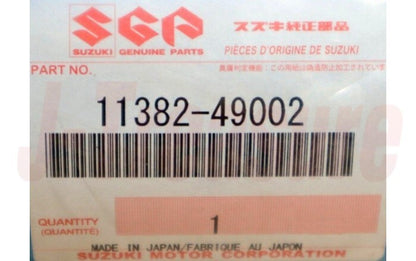 SGP
スズキ純正部品
SUZUKI
GENUINE PARTS
PIÈCES D'ORIGINE DE SUZUKI
PART NO.
11382-49002
QUANTITY
(QUANTITÉ)
1
MADE IN JAPAN/FABRIQUE AU JAPON
SUZUKI MOTOR CORPORATION